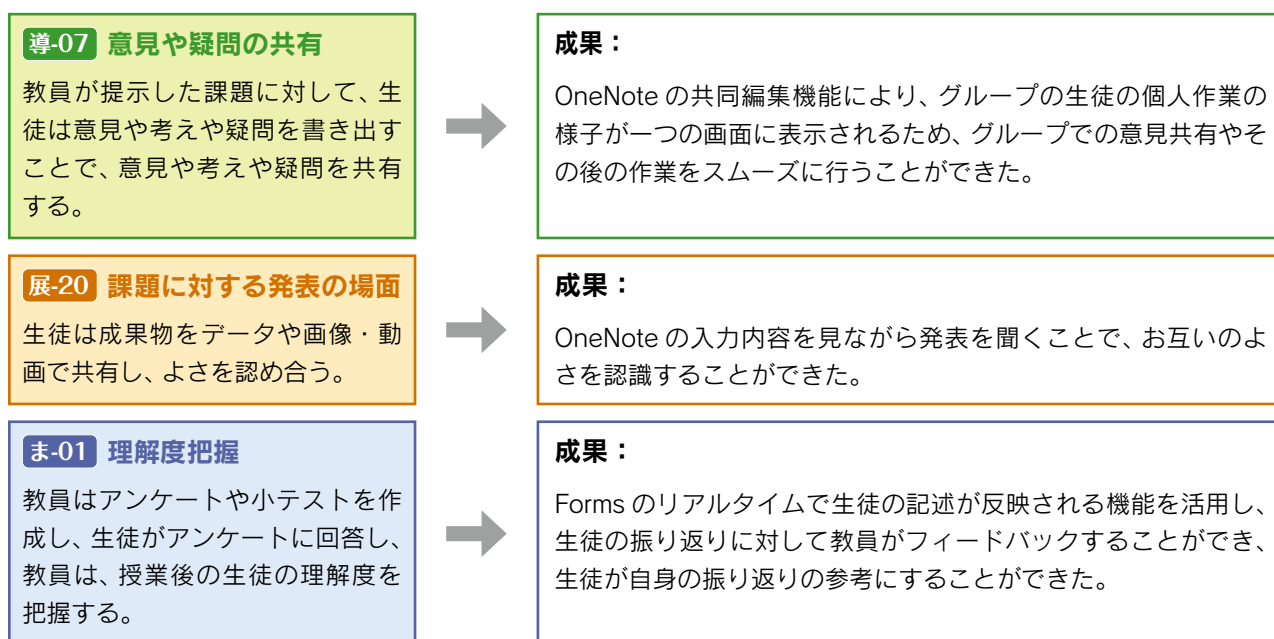 導-07 意見や疑問の共有
教員が提示した課題に対して、生
徒は意見や考えや疑問を書き出す
ことで、意見や考えや疑問を共有
する。
成果：
OneNote の共同編集機能により、グループの生徒の個人作業の
様子が一つの画面に表示されるため、グループでの意見共有やそ
の後の作業をスムーズに行うことができた。
展-20 課題に対する発表の場面
生徒は成果物をデータや画像・動
画で共有し、よさを認め合う。
成果：
OneNote の入力内容を見ながら発表を聞くことで、お互いのよ
さを認識することができた。
ま-01 理解度把握
教員はアンケートや小テストを作
成し、生徒がアンケートに回答し、
教員は、授業後の生徒の理解度を
把握する。
成果：
Forms のリアルタイムで生徒の記述が反映される機能を活用し、
生徒の振り返りに対して教員がフィードバックすることができ、
生徒が自身の振り返りの参考にすることができた。